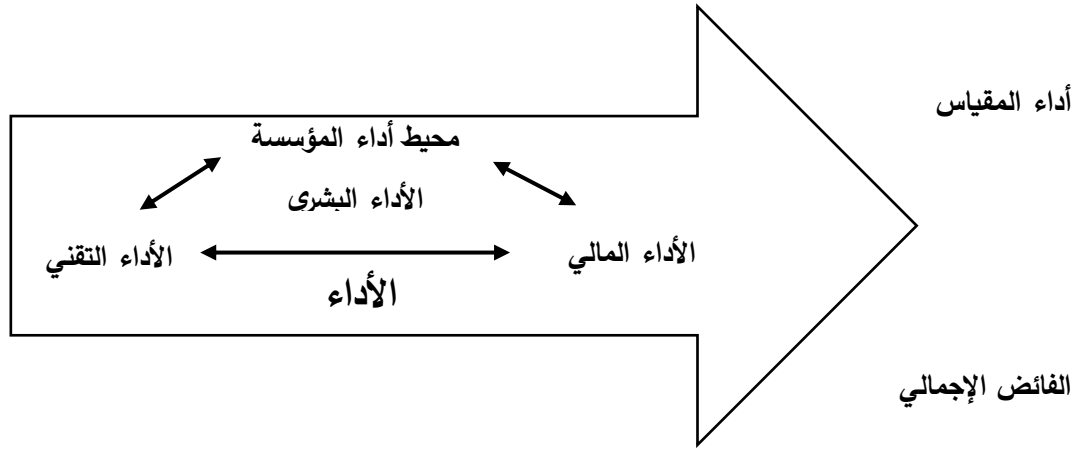 أداء المقياس
محيط أداء المؤسسة
الأداء البشري
الأداء المالي
الأداء التقني
الأداء
الفائض الإجمالي